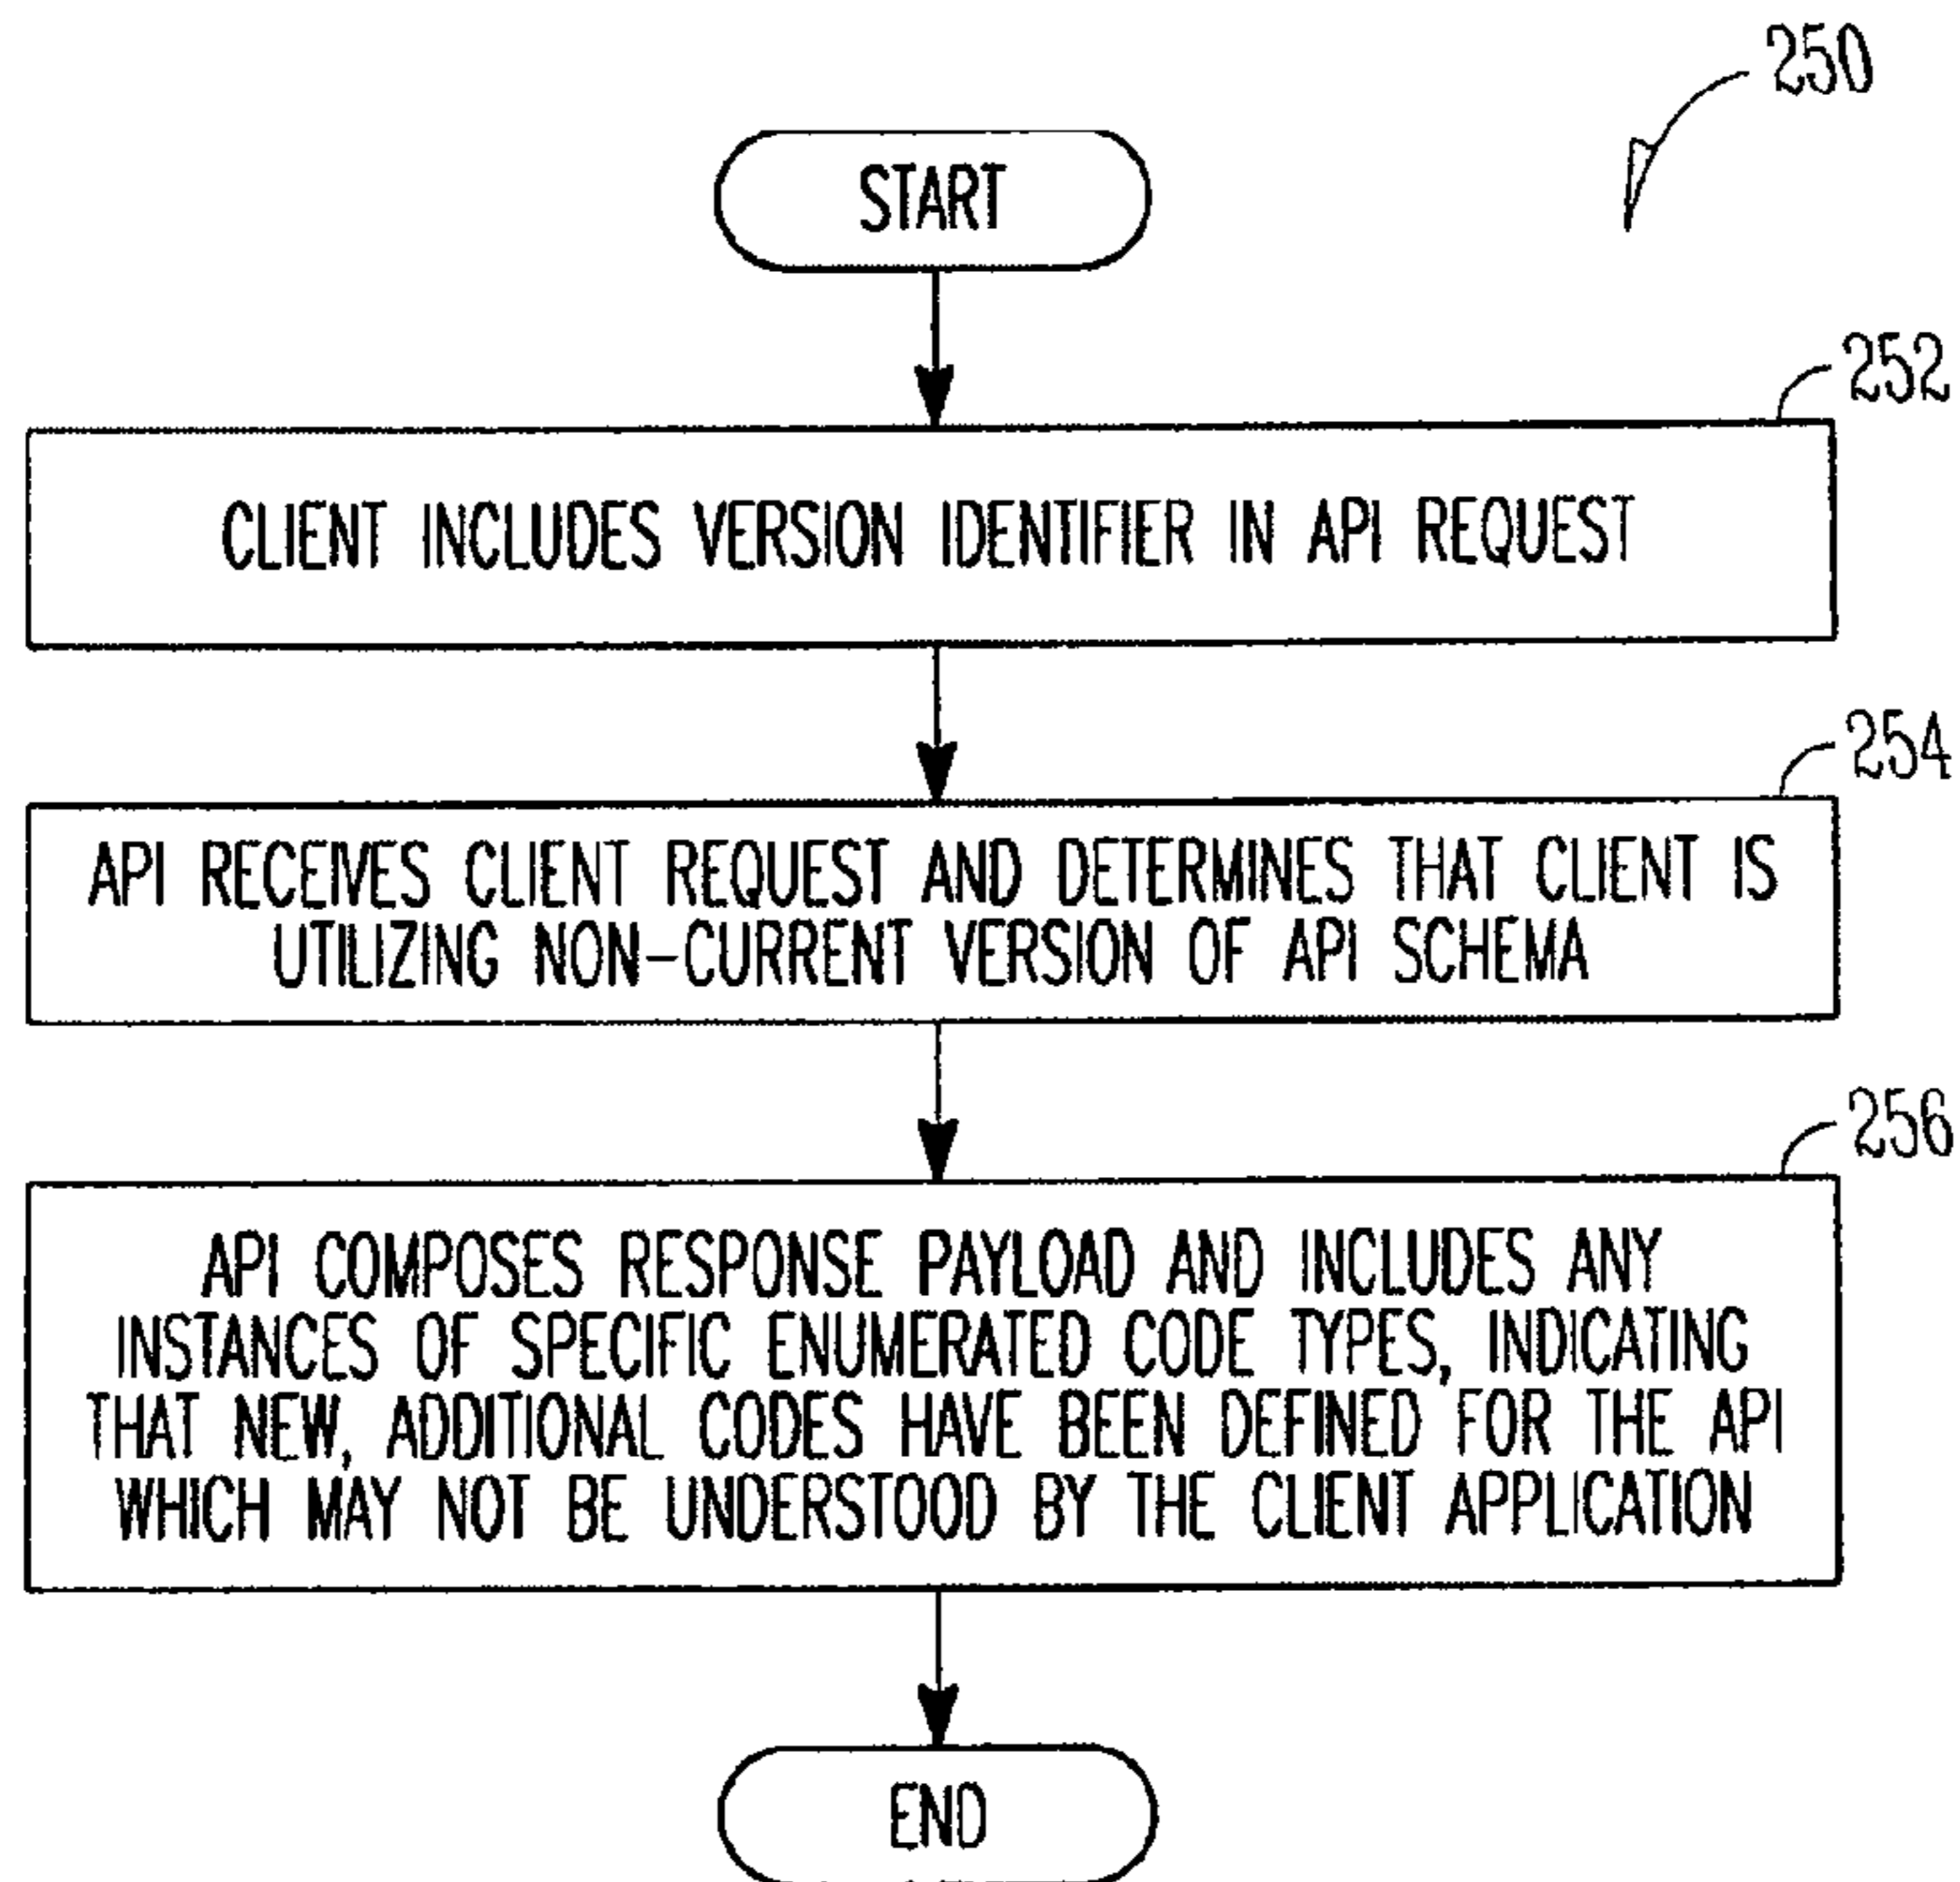 250
START
252
CLIENT INCLUDES VERSION IDENTIFIER IN API REQUEST
254
API RECEIVES CLIENT REQUEST AND DETERMINES THAT CLIENT IS
UTILIZING NON-CURRENT VERSION OF API SCHEMA
256
API COMPOSES RESPONSE PAYLOAD AND INCLUDES ANY
INSTANCES OF SPECIFIC ENUMERATED CODE TYPES, INDICATING
THAT NEW, ADDITIONAL CODES HAVE BEEN DEFINED FOR THE API
WHICH MAY NOT BE UNDERSTOOD BY THE CLIENT APPLICATION
END